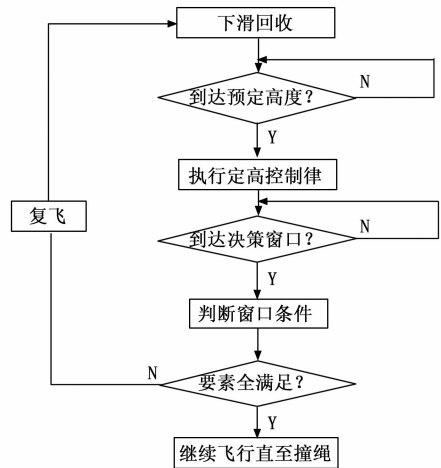 下滑回收
到达预定高度？
N
Y
执行定高控制律
复飞
到达决策窗口？
N
Y
判断窗口条件
N
要素全满足？
Y
继续飞行直至撞绳